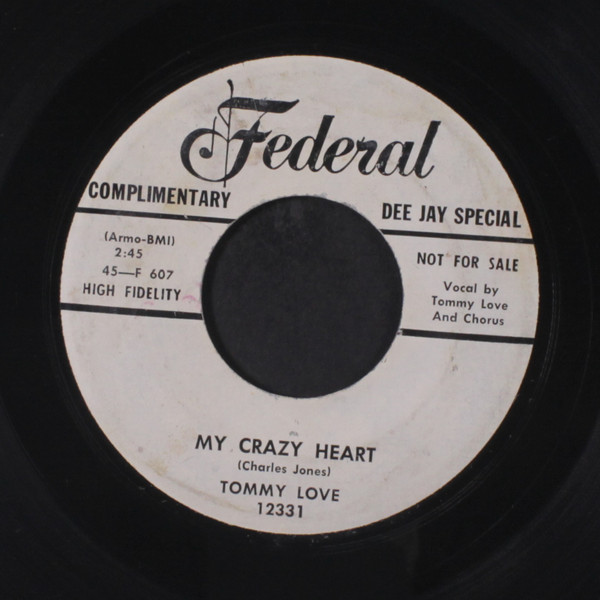 Federal
COMPLIMENTARY
DEE JAY SPECIAL
(Armo-BMI)
2:45
45—F 607
HIGH FIDELITY
NOT FOR SALE
Vocal by
Tommy Love
And Chorus
MY CRAZY HEART
(Charles Jones)
TOMMY LOVE
12331